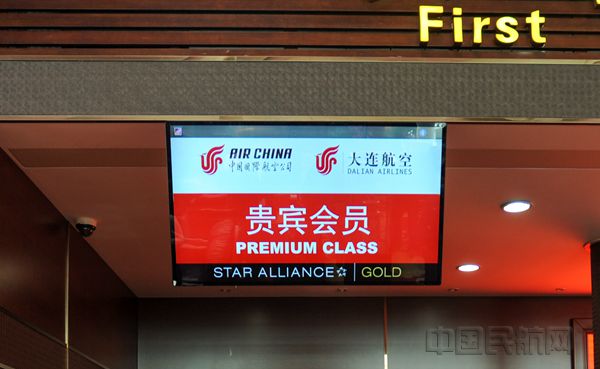 First
AIR CHINA
中国国际航空公司
大连航空
DALIAN AIRLINES
贵宾会员
PREMIUM CLASS
STAR ALLIANCE GOLD
中国民航网